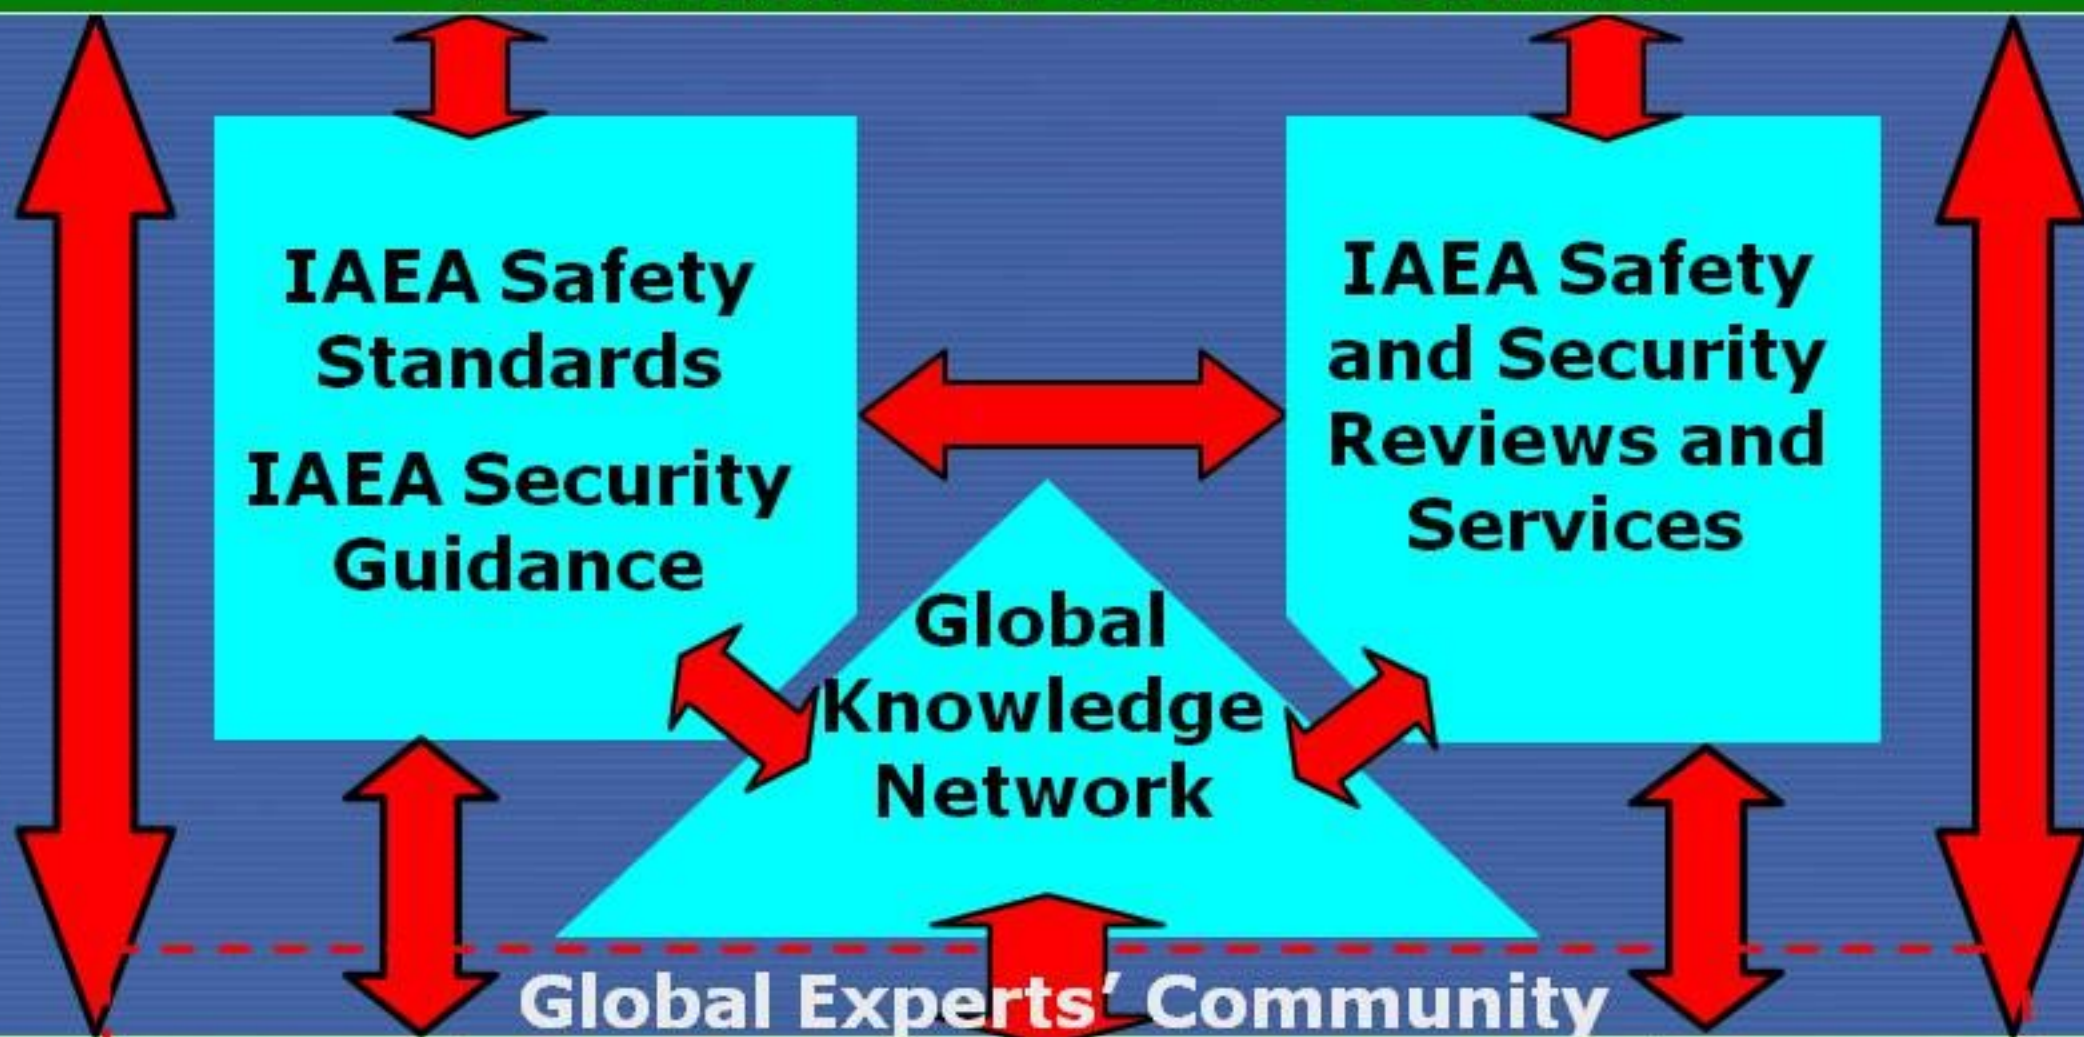 IAEA Safety
Standards
IAEA Security
Guidance
IAEA Safety
and Security
Reviews and
Services
Global
Knowledge
Network
Global Experts’ Community